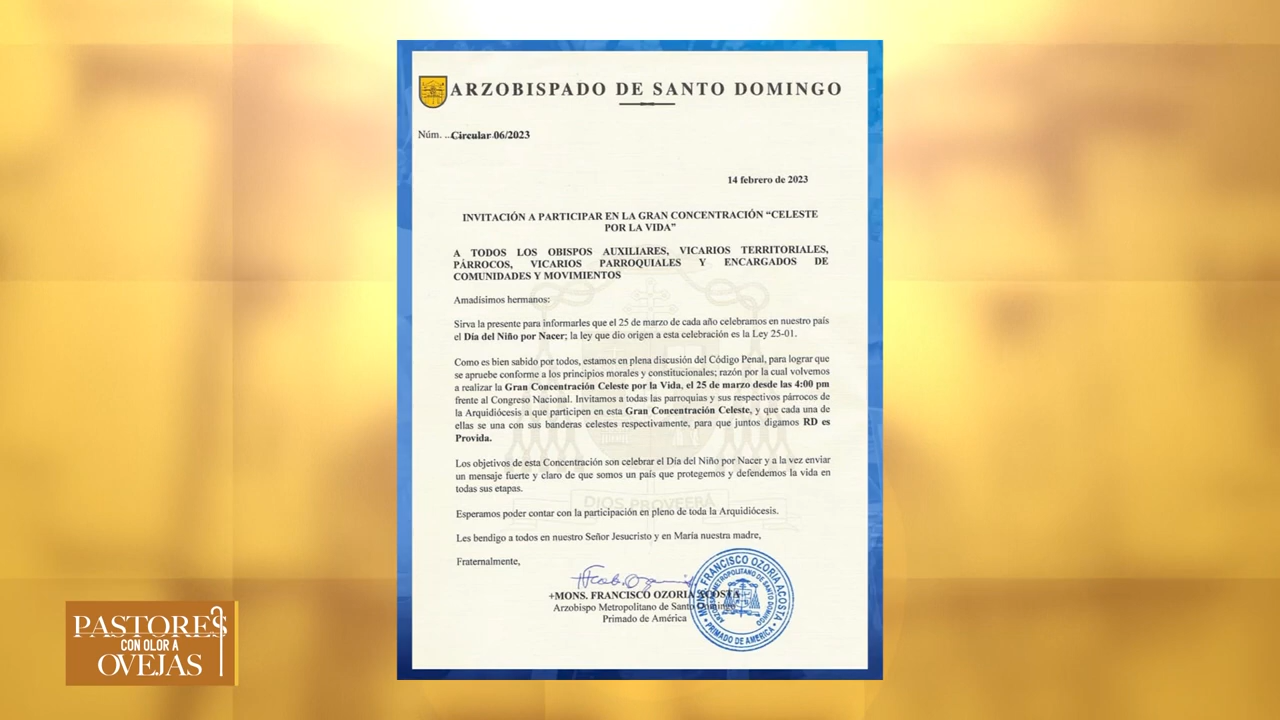 ARZOBISPADO DE SANTO DOMINGO
Núm. ...Circular 06/2023
14 febrero de 2023
INVITACIÓN A PARTICIPAR EN LA GRAN CONCENTRACIÓN “CELESTE
POR LA VIDA”
A TODOS LOS OBISPOS AUXILIARES, VICARIOS TERRITORIALES,
PÁRROCOS, VICARIOS PARROQUIALES Y ENCARGADOS DE
COMUNIDADES Y MOVIMIENTOS
Amadísimos hermanos:
Sirva la presente para informarles que el 25 de marzo de cada año celebramos en nuestro país
el Día del Niño por Nacer; la ley que dio origen a esta celebración es la Ley 25-01.
Como es bien sabido por todos, estamos en plena discusión del Código Penal, para lograr que
se apruebe conforme a los principios morales y constitucionales; razón por la cual volvemos
a realizar la Gran Concentración Celeste por la Vida, el 25 de marzo desde las 4:00 pm
frente al Congreso Nacional. Invitamos a todas las parroquias y sus respectivos párrocos de
la Arquidiócesis a que participen en esta Gran Concentración Celeste, y que cada una de
ellas se una con sus banderas celestes respectivamente, para que juntos digamos RD es
Provida.
Los objetivos de esta Concentración son celebrar el Día del Niño por Nacer y a la vez enviar
un mensaje fuerte y claro de que somos un país que protegemos y defendemos la vida en
todas sus etapas.
DIOS PROVEERÁ
Esperamos poder contar con la participación en pleno de toda la Arquidiócesis.
Les bendigo a todos en nuestro Señor Jesucristo y en María nuestra madre,
Fraternalmente,
+MONS. FRANCISCO OZORIA ACOSTA
Arzobispo Metropolitano de Santo Domingo
Primado de América
MONS. FRANCISCO OZORIA ACOSTA
ARZOBISPO METROPOLITANO DE SANTO DOMINGO
PRIMADO DE AMÉRICA
PASTORES
CON OLOR A
OVEJAS